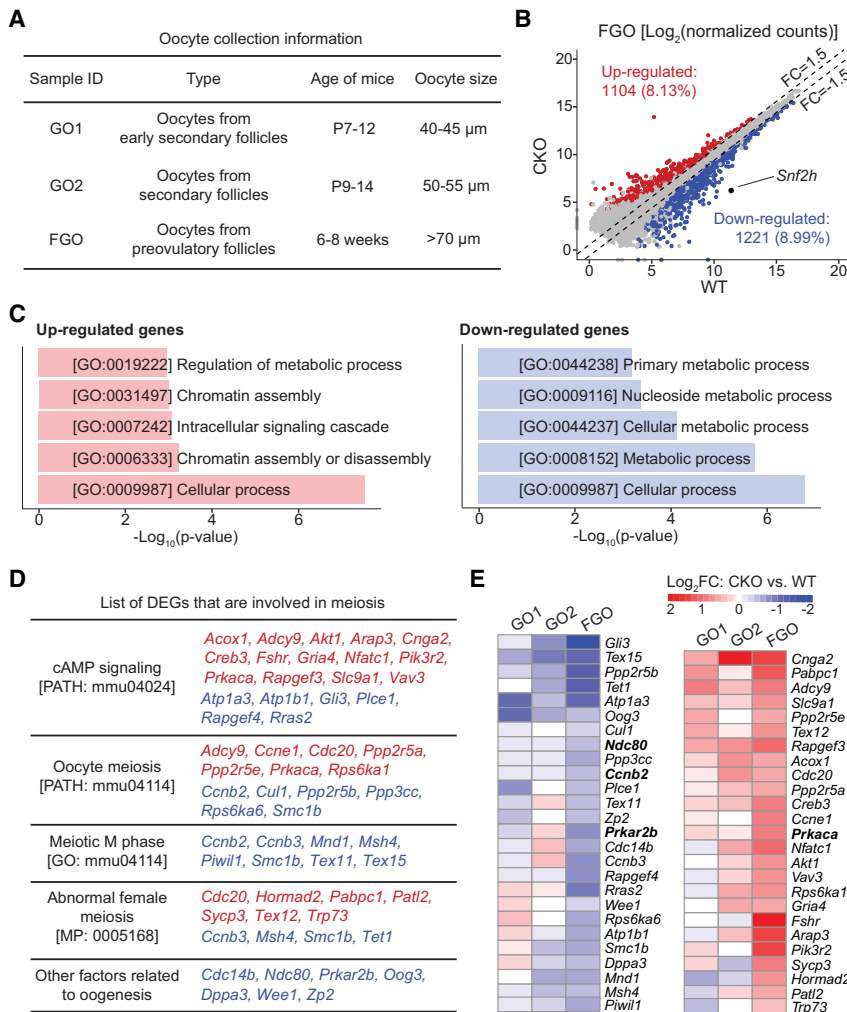 A
Oocyte collection information
Sample ID Type Age of mice Oocyte size
GO1 Oocytes from early secondary follicles P7-12 40-45 µm
GO2 Oocytes from secondary follicles P9-14 50-55 µm
FGO Oocytes from preovulatory follicles 6-8 weeks >70 µm
B
FGO [Log2(normalized counts)]
Up-regulated:
1104 (8.13%)
FC=1.5
FC=-1.5
Snf2h
Down-regulated:
1221 (8.99%)
CKO
20
15
10
5
0
0 5 10 15 20
WT
C
Up-regulated genes
[GO:0019222] Regulation of metabolic process
[GO:0031497] Chromatin assembly
[GO:0007242] Intracellular signaling cascade
[GO:0006333] Chromatin assembly or disassembly
[GO:0009987] Cellular process
0 2 4 6
-Log10(p-value)
Down-regulated genes
[GO:0044238] Primary metabolic process
[GO:0009116] Nucleoside metabolic process
[GO:0044237] Cellular metabolic process
[GO:0008152] Metabolic process
[GO:0009987] Cellular process
0 2 4 6
-Log10(p-value)
D
List of DEGs that are involved in meiosis
cAMP signaling
[PATH: mmu04024]
Acox1, Adcy9, Akt1, Arap3, Cnga2,
Creb3, Fshr, Gria4, Nfatc1, Pik3r2,
Prkaca, Rapgef3, Slc9a1, Vav3
Atp1a3, Atp1b1, Gli3, Plce1,
Rapgef4, Rras2
Oocyte meiosis
[PATH: mmu04114]
Adcy9, Ccne1, Cdc20, Ppp2r5a,
Ppp2r5e, Prkaca, Rps6ka1
Ccnb2, Cul1, Ppp2r5b, Ppp3cc,
Rps6ka6, Smc1b
Meiotic M phase
[GO: mmu04114]
Ccnb2, Ccnb3, Mnd1, Msh4,
Piwil1, Smc1b, Tex11, Tex15
Abnormal female
meiosis
[MP: 0005168]
Cdc20, Hormad2, Pabpc1, Patl2,
Sycp3, Tex12, Trp73
Ccnb3, Msh4, Smc1b, Tet1
Other factors related
to oogenesis
Cdc14b, Ndc80, Prkar2b, Oog3,
Dppa3, Wee1, Zp2
E
Log2FC: CKO vs. WT
2 1 0 -1 -2
GO1 GO2 FGO
Gli3
Tex15
Ppp2r5b
Tet1
Atp1a3
Oog3
Cul1
Ndc80
Ppp3cc
Ccnb2
Plce1
Tex11
Zp2
Prkar2b
Cdc14b
Ccnb3
Rapgef4
Rras2
Wee1
Rps6ka6
Atp1b1
Smc1b
Dppa3
Mnd1
Msh4
Piwil1
GO1 GO2 FGO
Cnga2
Pabpc1
Adcy9
Slc9a1
Ppp2r5e
Tex12
Rapgef3
Acox1
Cdc20
Ppp2r5a
Creb3
Ccne1
Prkaca
Nfatc1
Akt1
Vav3
Rps6ka1
Gria4
Fshr
Arap3
Pik3r2
Sycp3
Hormad2
Patl2
Trp73